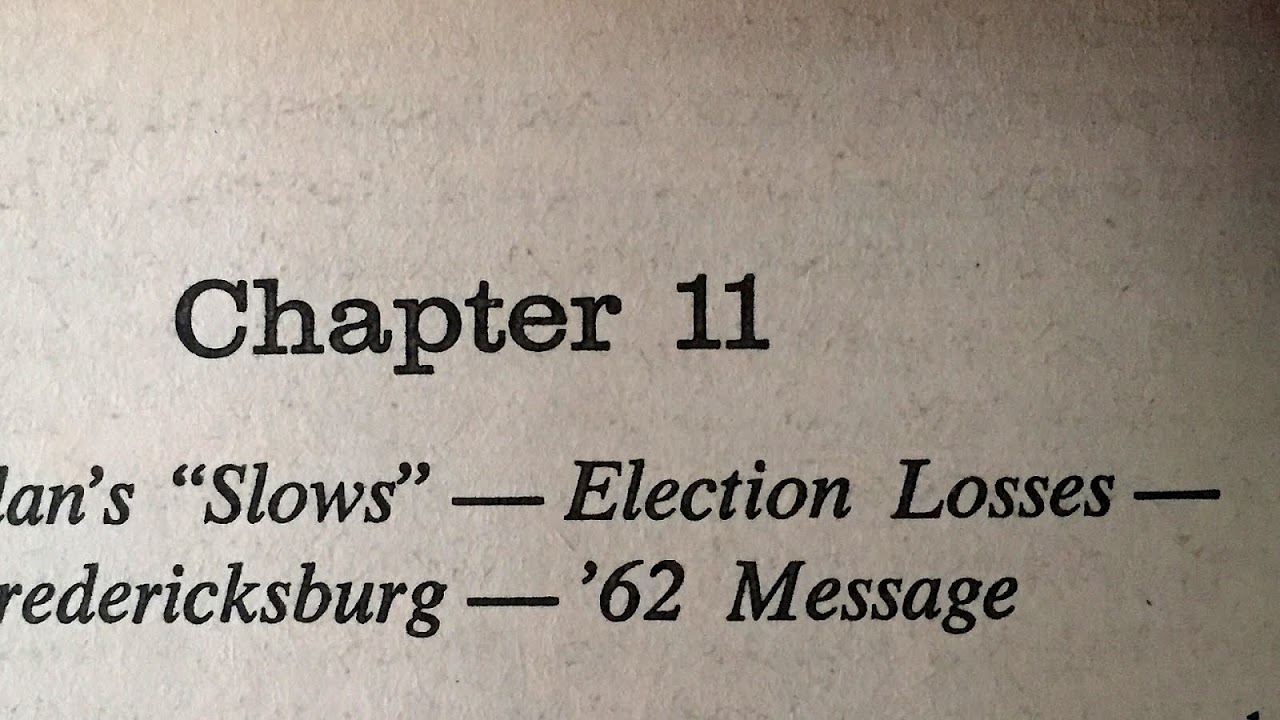 Chapter 11
lan’s “Slows” — Election Losses —
redericksburg — ’62 Message